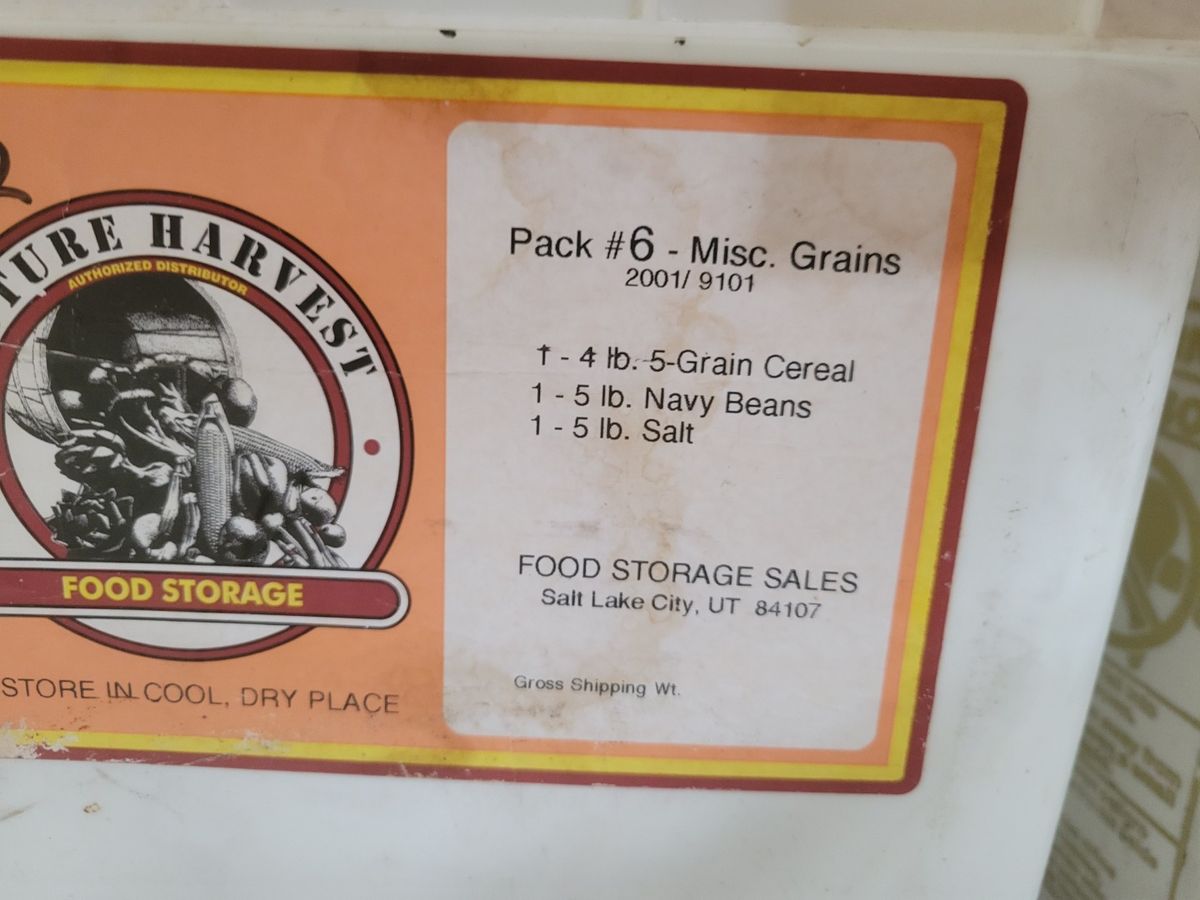 TURE HARVEST
AUTHORIZED DISTRIBUTOR
FOOD STORAGE
STORE IN COOL, DRY PLACE
Pack #6 - Misc. Grains
2001/ 9101
1 - 4 lb. 5-Grain Cereal
1 - 5 lb. Navy Beans
1 - 5 lb. Salt
FOOD STORAGE SALES
Salt Lake City, UT 84107
Gross Shipping Wt.